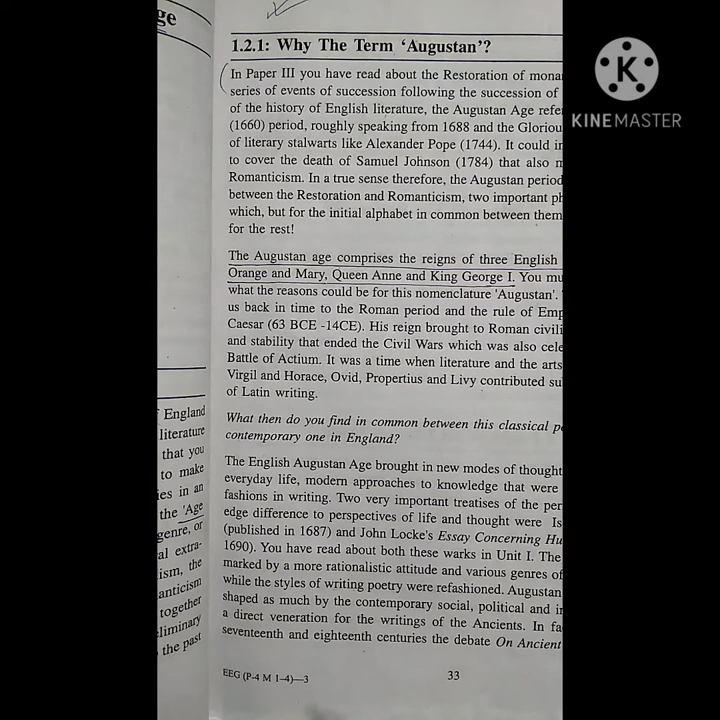 ge
1.2.1: Why The Term 'Augustan'?
In Paper III you have read about the Restoration of mona
series of events of succession following the succession of
of the history of English literature, the Augustan Age refe
(1660) period, roughly speaking from 1688 and the Gloriou
of literary stalwarts like Alexander Pope (1744). It could in
to cover the death of Samuel Johnson (1784) that also m
Romanticism. In a true sense therefore, the Augustan period
between the Restoration and Romanticism, two important ph
which, but for the initial alphabet in common between them
for the rest!
The Augustan age comprises the reigns of three English
Orange and Mary, Queen Anne and King George I. You mu
what the reasons could be for this nomenclature 'Augustan'.
us back in time to the Roman period and the rule of Emp
Caesar (63 BCE -14CE). His reign brought to Roman civili
and stability that ended the Civil Wars which was also cele
Battle of Actium. It was a time when literature and the arts
Virgil and Horace, Ovid, Propertius and Livy contributed su
of Latin writing.
What then do you find in common between this classical pe
contemporary one in England?
The English Augustan Age brought in new modes of thought
everyday life, modern approaches to knowledge that were
fashions in writing. Two very important treatises of the per
edge difference to perspectives of life and thought were Is
(published in 1687) and John Locke's Essay Concerning Hu
1690). You have read about both these warks in Unit I. The
marked by a more rationalistic attitude and various genres of
while the styles of writing poetry were refashioned. Augustan
shaped as much by the contemporary social, political and in
a direct veneration for the writings of the Ancients. In fa
seventeenth and eighteenth centuries the debate On Ancient
EEG (P-4 M 1-4)—3
33
England
literature
that you
to make
ies in an
the 'Age
genre, or
al extra-
ism, the
anticism
together
liminary
the past
K
KINEMASTER